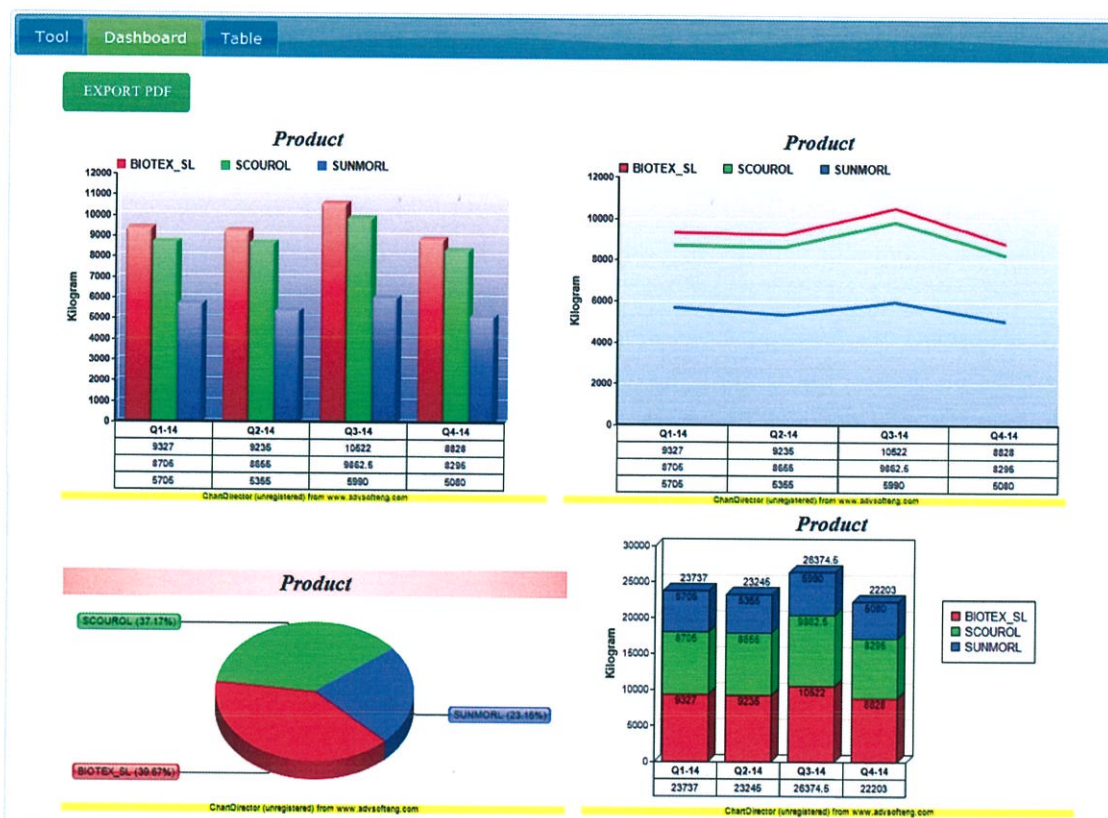 Tool Dashboard Table
EXPORT PDF
Product
BIOTEX_SL SCOUROL SUNMORL
12000
11000
10000
9000
8000
7000
6000
5000
4000
3000
2000
1000
0
Kilogram
Q1-14 Q2-14 Q3-14 Q4-14
9327 9235 10522 8828
8705 8655 9862.5 8295
5705 5355 5990 5080
ChartDirector (unregistered) from www.advsofteng.com
Product
BIOTEX_SL SCOUROL SUNMORL
12000
10000
8000
6000
4000
2000
0
Kilogram
Q1-14 Q2-14 Q3-14 Q4-14
9327 9235 10522 8828
8705 8655 9862.5 8295
5705 5355 5990 5080
ChartDirector (unregistered) from www.advsofteng.com
Product
SCOUROL (37.17%)
SUNMORL (23.16%)
BIOTEX_SL (39.67%)
ChartDirector (unregistered) from www.advsofteng.com
Product
30000
25000
20000
15000
10000
5000
0
Kilogram
23737 23245 26374.5 22203
5705 5355 5990 5080
8705 8655 9862.5 8295
9327 9235 10522 8828
BIOTEX_SL
SCOUROL
SUNMORL
Q1-14 Q2-14 Q3-14 Q4-14
23737 23245 26374.5 22203
ChartDirector (unregistered) from www.advsofteng.com